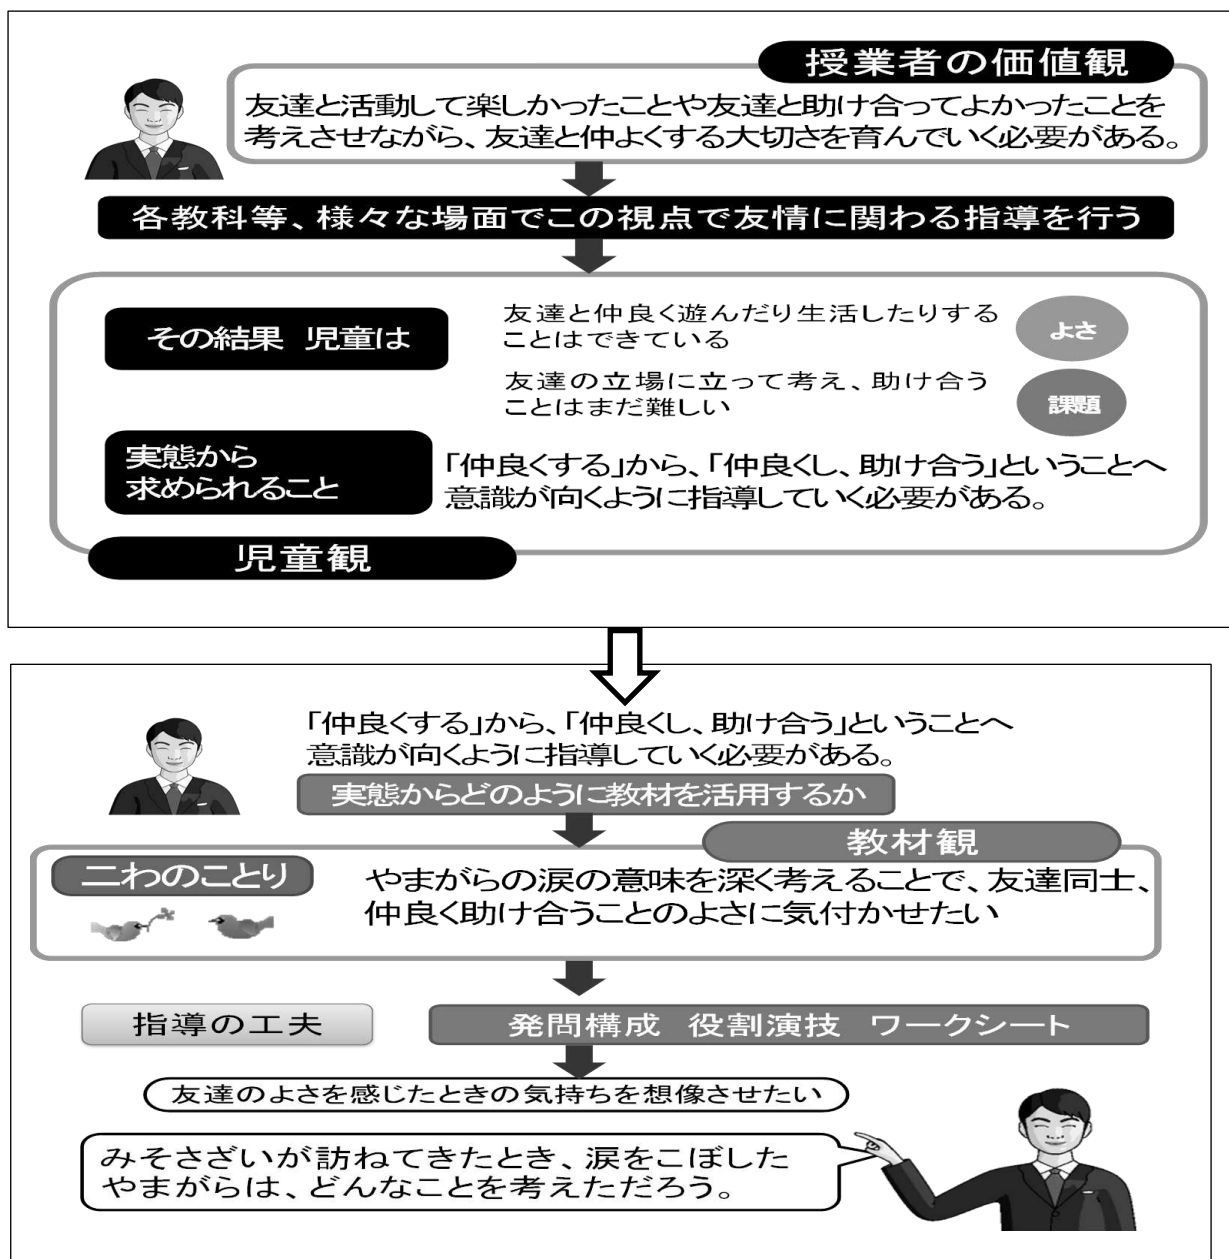 授業者の価値観
友達と活動して楽しかったことや友達と助け合ってよかったことを
考えさせながら、友達と仲よくする大切さを育んでいく必要がある。
各教科等、様々な場面でこの視点で友情に関わる指導を行う
その結果 児童は
友達と仲良く遊んだり生活したりする
ことはできている
よさ
友達の立場に立って考え、助け合う
ことはまだ難しい
課題
実態から
求められること
「仲良くする」から、「仲良くし、助け合う」ということへ
意識が向くように指導していく必要がある。
児童観
「仲良くする」から、「仲良くし、助け合う」ということへ
意識が向くように指導していく必要がある。
実態からどのように教材を活用するか
教材観
二わのことり
やまがらの涙の意味を深く考えることで、友達同士、
仲良く助け合うことのよさに気付かせたい
指導の工夫
発問構成 役割演技 ワークシート
友達のよさを感じたときの気持ちを想像させたい
みそさざいが訪ねてきたとき、涙をこぼした
やまがらは、どんなことを考えただろう。